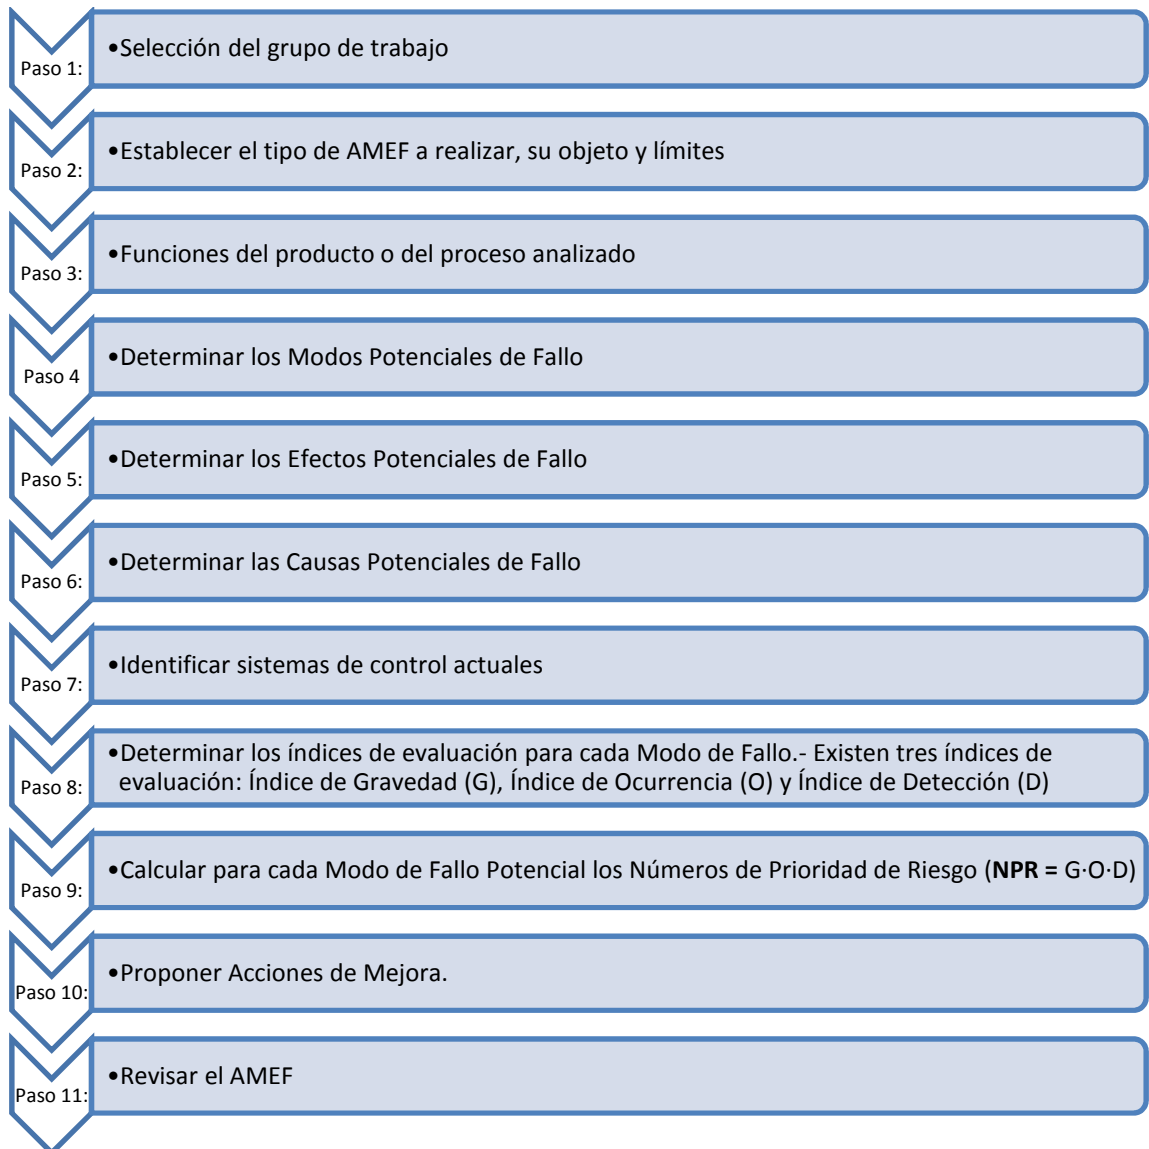 Paso 1:
•Selección del grupo de trabajo
Paso 2:
•Establecer el tipo de AMEF a realizar, su objeto y límites
Paso 3:
•Funciones del producto o del proceso analizado
Paso 4
•Determinar los Modos Potenciales de Fallo
Paso 5:
•Determinar los Efectos Potenciales de Fallo
Paso 6:
•Determinar las Causas Potenciales de Fallo
Paso 7:
•Identificar sistemas de control actuales
Paso 8:
•Determinar los índices de evaluación para cada Modo de Fallo.- Existen tres índices de
evaluación: Índice de Gravedad (G), Índice de Ocurrencia (O) y Índice de Detección (D)
Paso 9:
•Calcular para cada Modo de Fallo Potencial los Números de Prioridad de Riesgo (NPR = G·O·D)
Paso 10:
•Proponer Acciones de Mejora.
Paso 11:
•Revisar el AMEF